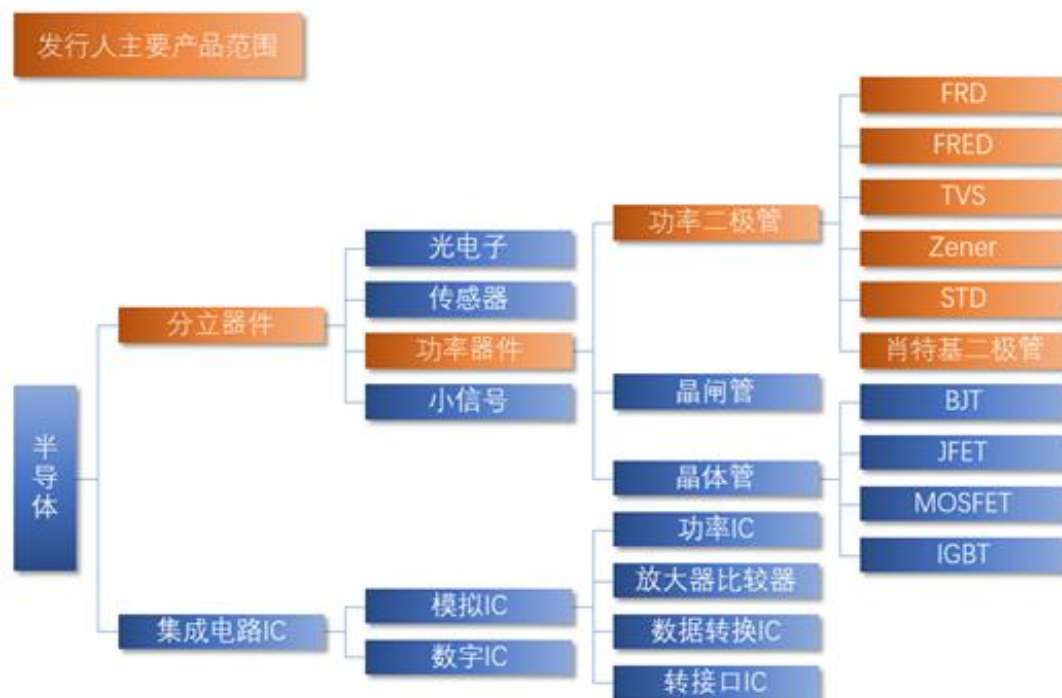 发行人主要产品范围
FRD
FRED
TVS
功率二极管
Zener
光电子
STD
传感器
分立器件
肖特基二极管
功率器件
晶闸管
BJT
小信号
半导体
JFET
晶体管
MOSFET
功率IC
IGBT
放大器比较器
模拟IC
集成电路IC
数据转换IC
数字IC
转接口IC